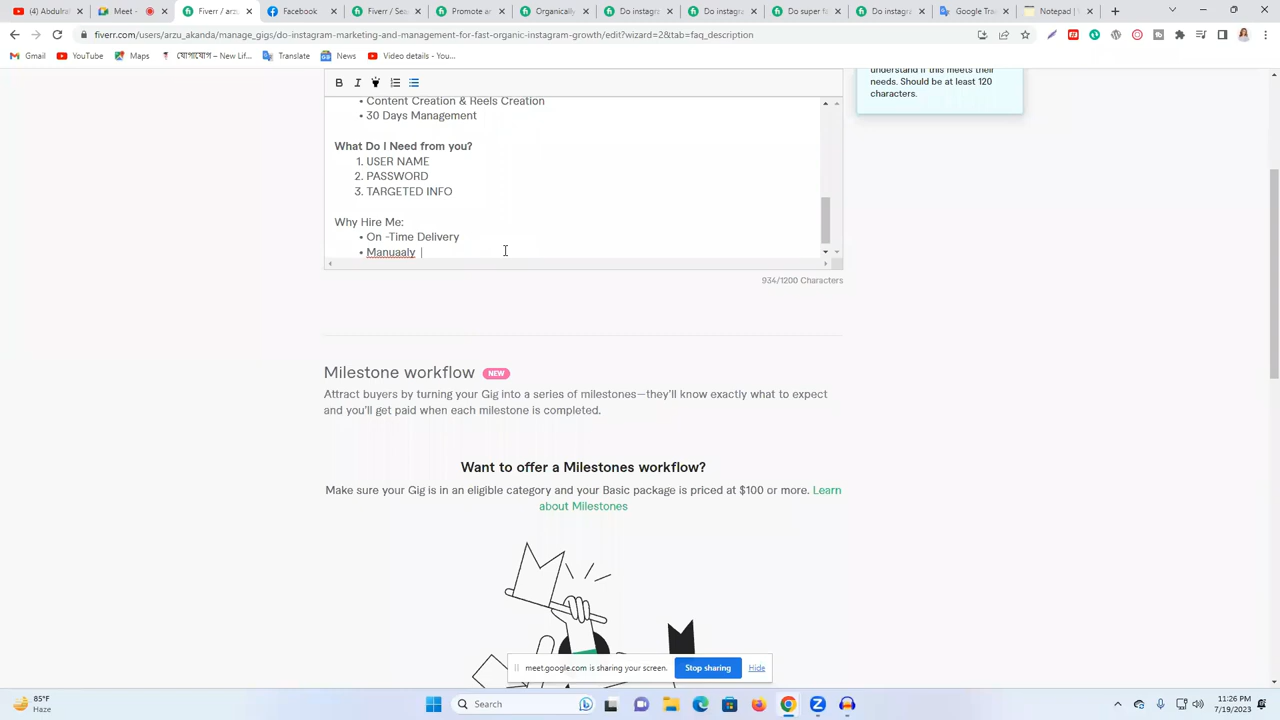 (4) Abdulra
Meet -
Fiverr / arzu
Facebook
Fiverr / Sea
Promote ar
Organically
Do instagr
Do instagr
Do super fa
Do instagra
Google Tra
Notepad |
fiverr.com/users/arzu_akanda/manage_gigs/do-instagram-marketing-and-management-for-fast-organic-instagram-growth/edit?wizard=2&tab=faq_description
Gmail
YouTube
Maps
যোগাযোগ — New Lif...
Translate
News
Video details - You...
understand if this meets their
needs. Should be at least 120
characters.
• Content Creation & Reels Creation
• 30 Days Management
What Do I Need from you?
1. USER NAME
2. PASSWORD
3. TARGETED INFO
Why Hire Me:
• On -Time Delivery
• Manuaaly
934/1200 Characters
Milestone workflow NEW
Attract buyers by turning your Gig into a series of milestones—they'll know exactly what to expect
and you'll get paid when each milestone is completed.
Want to offer a Milestones workflow?
Make sure your Gig is in an eligible category and your Basic package is priced at $100 or more. Learn
about Milestones
meet.google.com is sharing your screen.
Stop sharing
Hide
85°F
Haze
Search
11:26 PM
7/19/2023